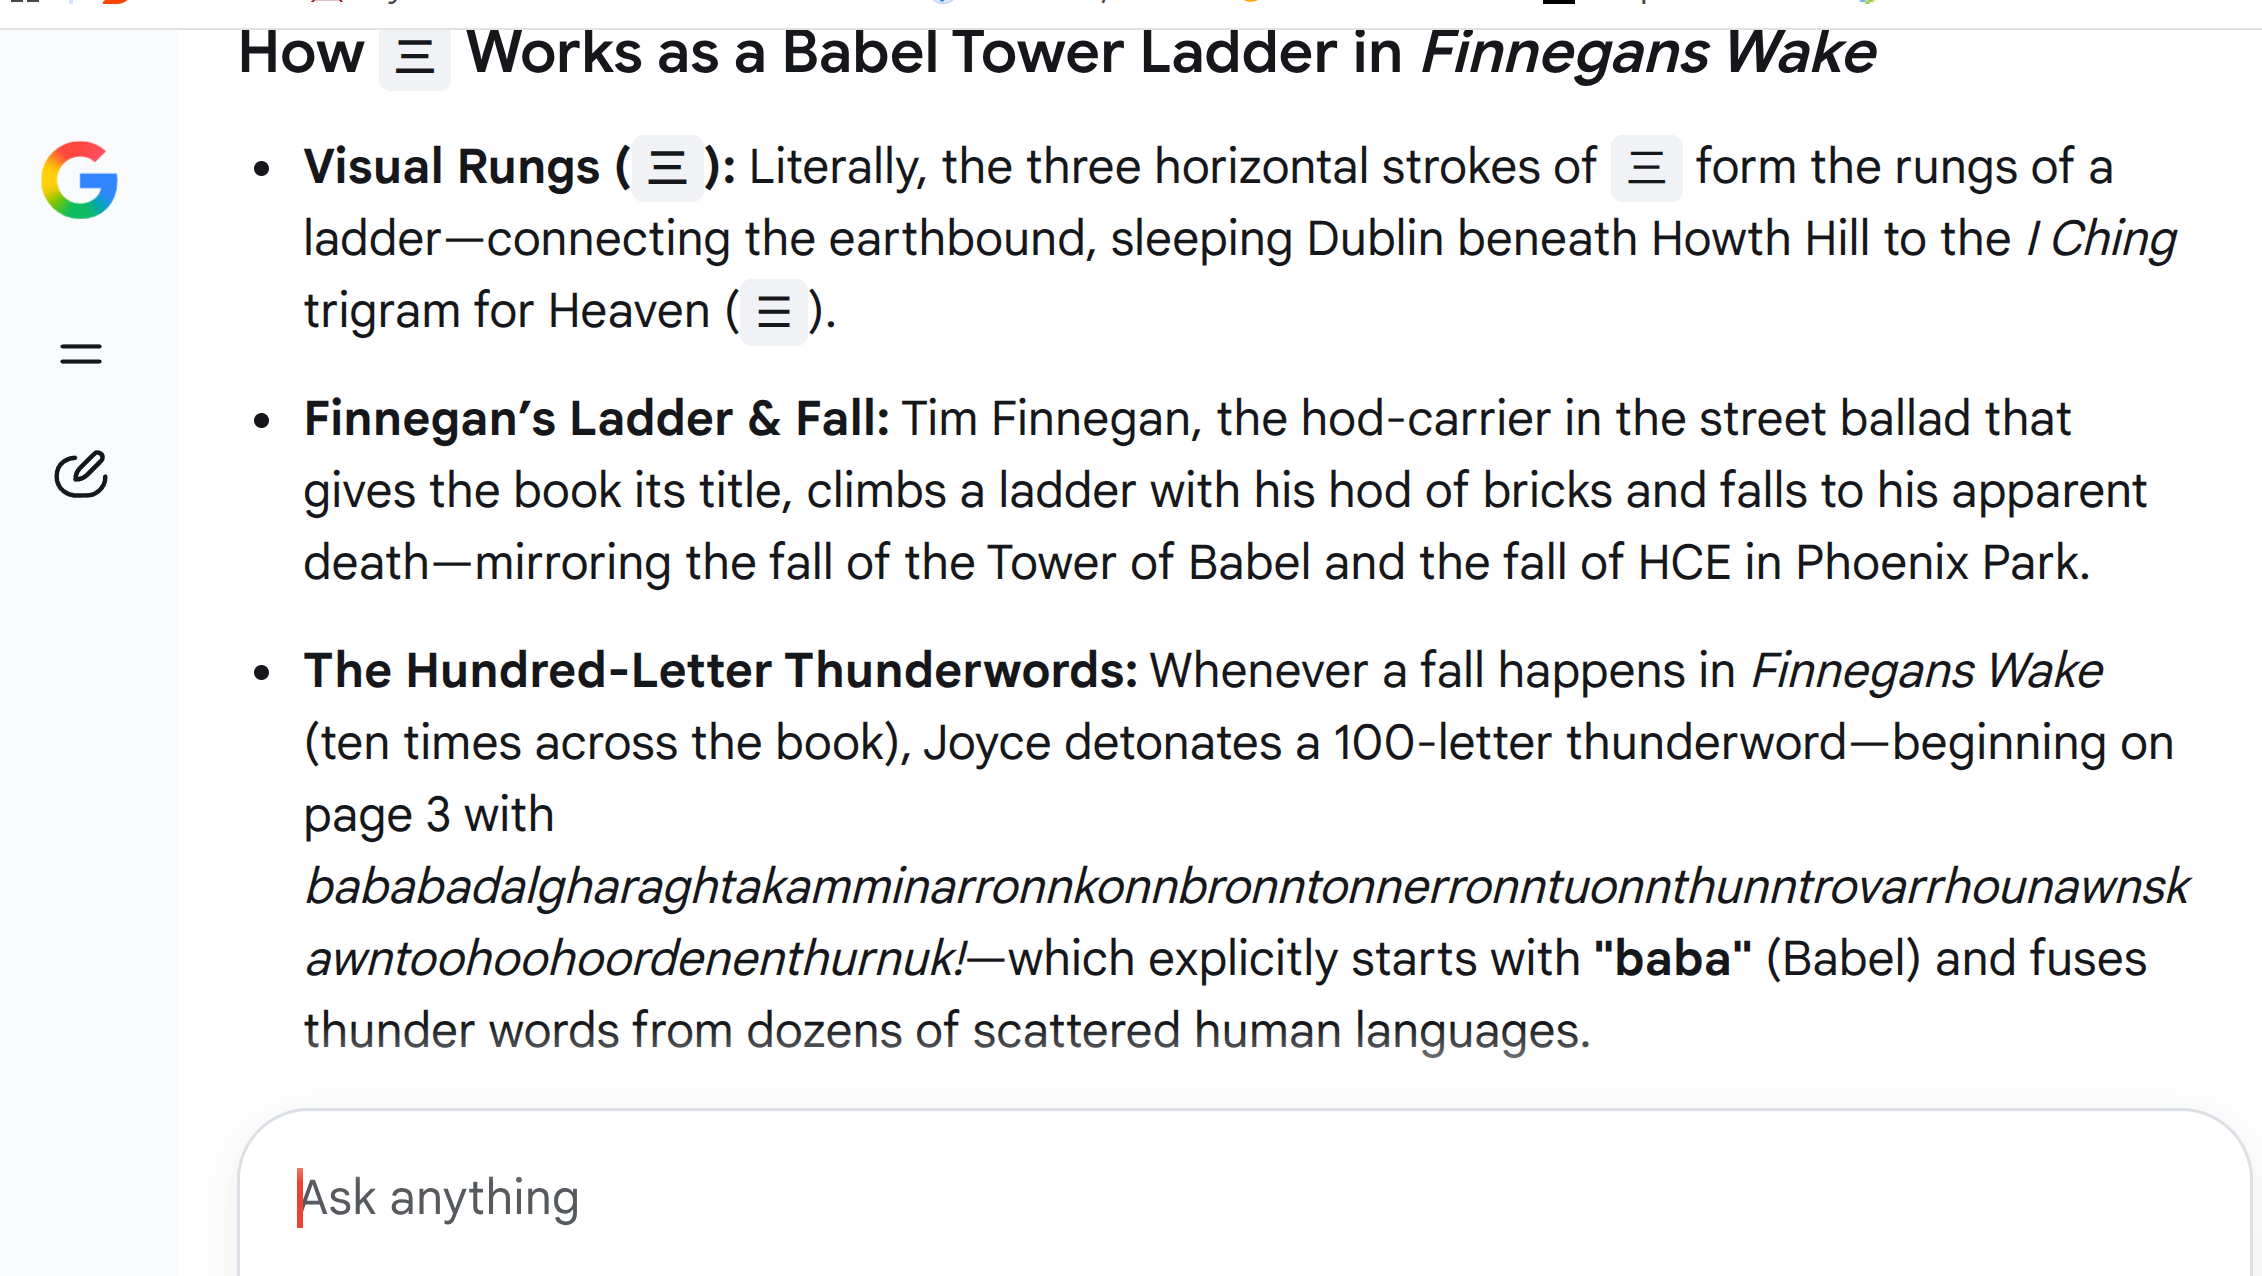 How 三 Works as a Babel Tower Ladder in Finnegans Wake
• Visual Rungs ( 三 ): Literally, the three horizontal strokes of 三 form the rungs of a
ladder—connecting the earthbound, sleeping Dublin beneath Howth Hill to the I Ching
trigram for Heaven ( ☰ ).
• Finnegan’s Ladder & Fall: Tim Finnegan, the hod-carrier in the street ballad that
gives the book its title, climbs a ladder with his hod of bricks and falls to his apparent
death—mirroring the fall of the Tower of Babel and the fall of HCE in Phoenix Park.
• The Hundred-Letter Thunderwords: Whenever a fall happens in Finnegans Wake
(ten times across the book), Joyce detonates a 100-letter thunderword—beginning on
page 3 with
bababadalgharaghtakamminarronnkonnbronntonnerronntuonnthunntrovarrhounawnsk
awntoohoohoordenenthurnuk!—which explicitly starts with "baba" (Babel) and fuses
thunder words from dozens of scattered human languages.
Ask anything